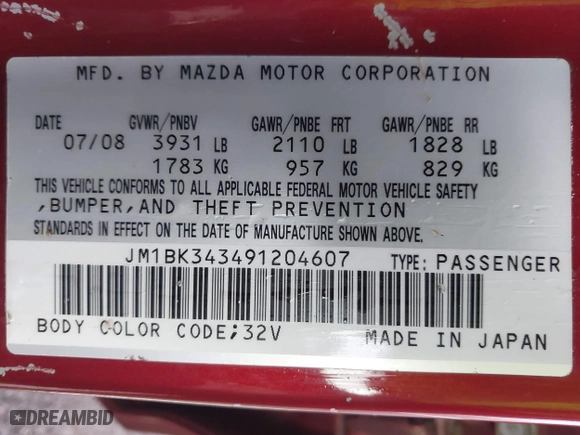 MFD. BY MAZDA MOTOR CORPORATION
DATE GVWR/PNBV GAWR/PNBE FRT GAWR/PNBE RR
07/08 3931 LB 2110 LB 1828 LB
1783 KG 957 KG 829 KG
THIS VEHICLE CONFORMS TO ALL APPLICABLE FEDERAL MOTOR VEHICLE SAFETY
,BUMPER,AND THEFT PREVENTION
STANDARDS IN EFFECT ON THE DATE OF MANUFACTURE SHOWN ABOVE.
JM1BK343491204607 TYPE: PASSENGER
BODY COLOR CODE;32V MADE IN JAPAN
DREAMBID